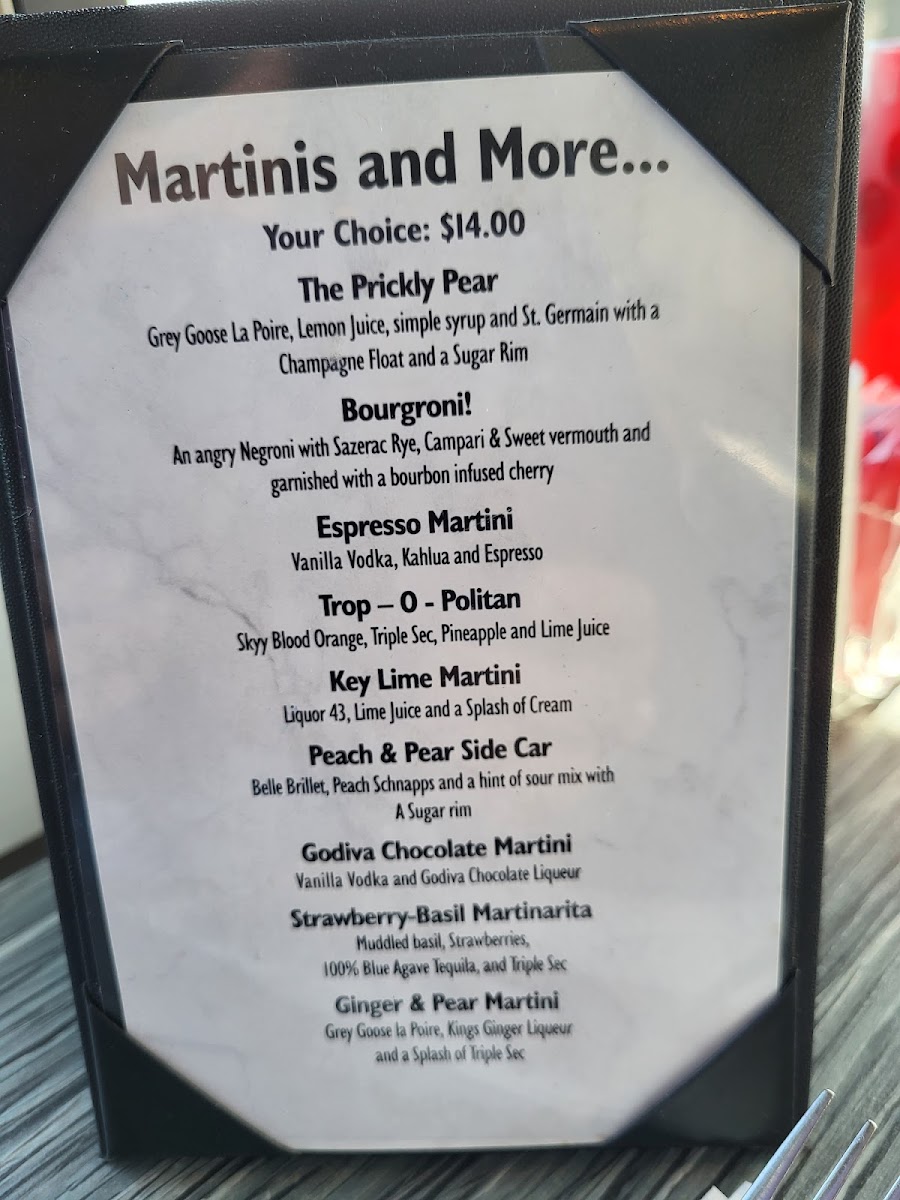 Martinis and More...
Your Choice: $14.00
The Prickly Pear
Grey Goose La Poire, Lemon Juice, simple syrup and St. Germain with a
Champagne Float and a Sugar Rim
Bourgroni!
An angry Negroni with Sazerac Rye, Campari & Sweet vermouth and
garnished with a bourbon infused cherry
Espresso Martini
Vanilla Vodka, Kahlua and Espresso
Trop – O - Politan
Skyy Blood Orange, Triple Sec, Pineapple and Lime Juice
Key Lime Martini
Liquor 43, Lime Juice and a Splash of Cream
Peach & Pear Side Car
Belle Brillet, Peach Schnapps and a hint of sour mix with
A Sugar rim
Godiva Chocolate Martini
Vanilla Vodka and Godiva Chocolate Liqueur
Strawberry-Basil Martinarita
Muddled basil, Strawberries,
100% Blue Agave Tequila, and Triple Sec
Ginger & Pear Martini
Grey Goose la Poire, Kings Ginger Liqueur
and a Splash of Triple Sec